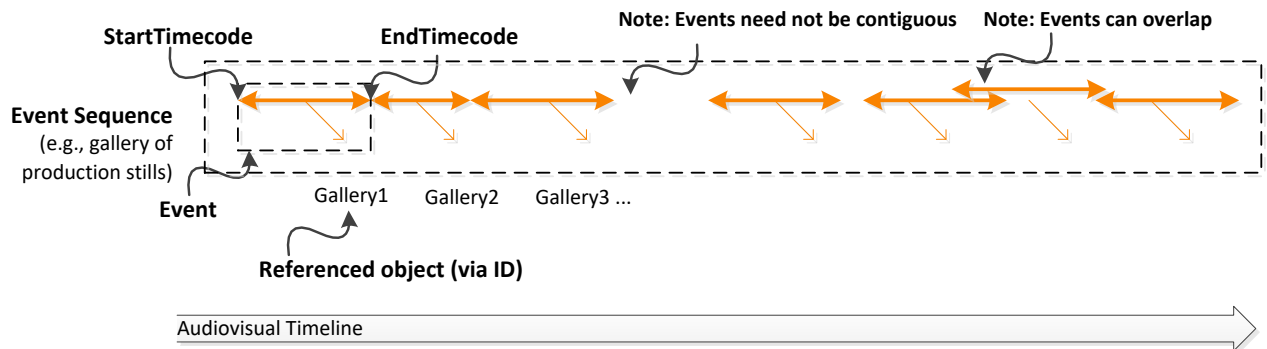 Note: Events need not be contiguous
Note: Events can overlap
StartTimecode
EndTimecode
Event Sequence
(e.g., gallery of
production stills)
Event
Gallery1
Gallery2
Gallery3 ...
Referenced object (via ID)
Audiovisual Timeline